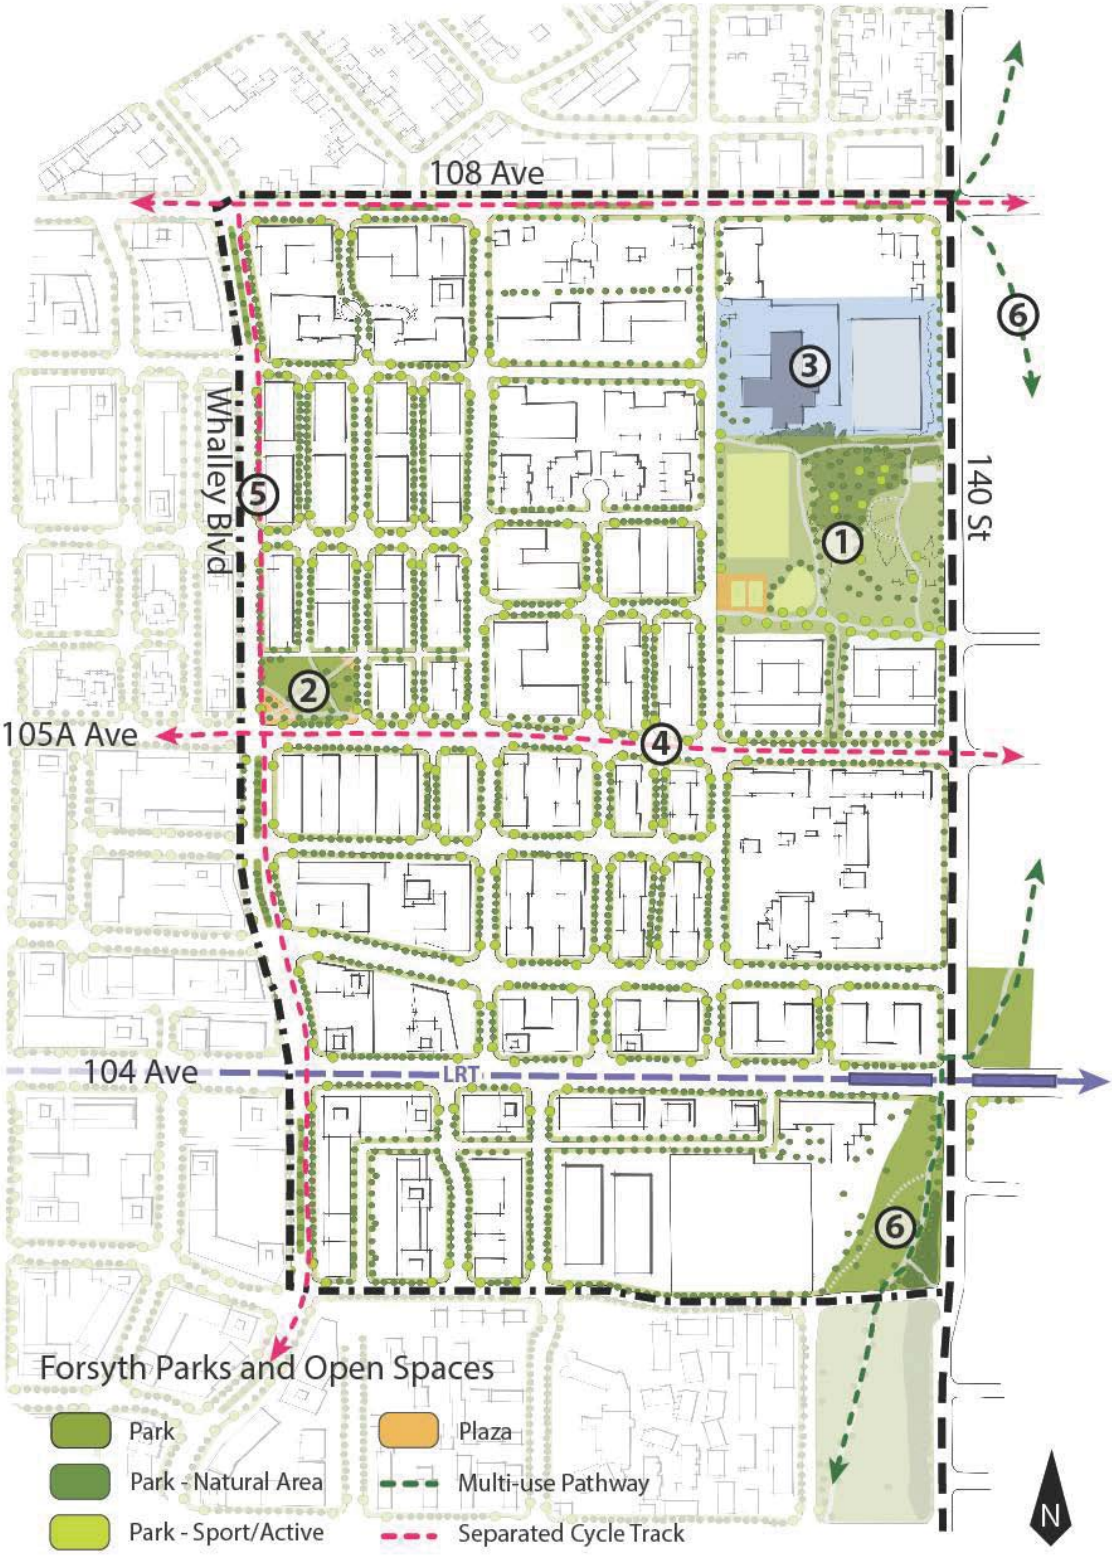 108 Ave
6
3
Whalley Blvd
5
140 St
1
2
105A Ave
4
104 Ave
LRT
6
Forsyth Parks and Open Spaces
Park
Plaza
Park - Natural Area
Multi-use Pathway
Park - Sport/Active
Separated Cycle Track
N